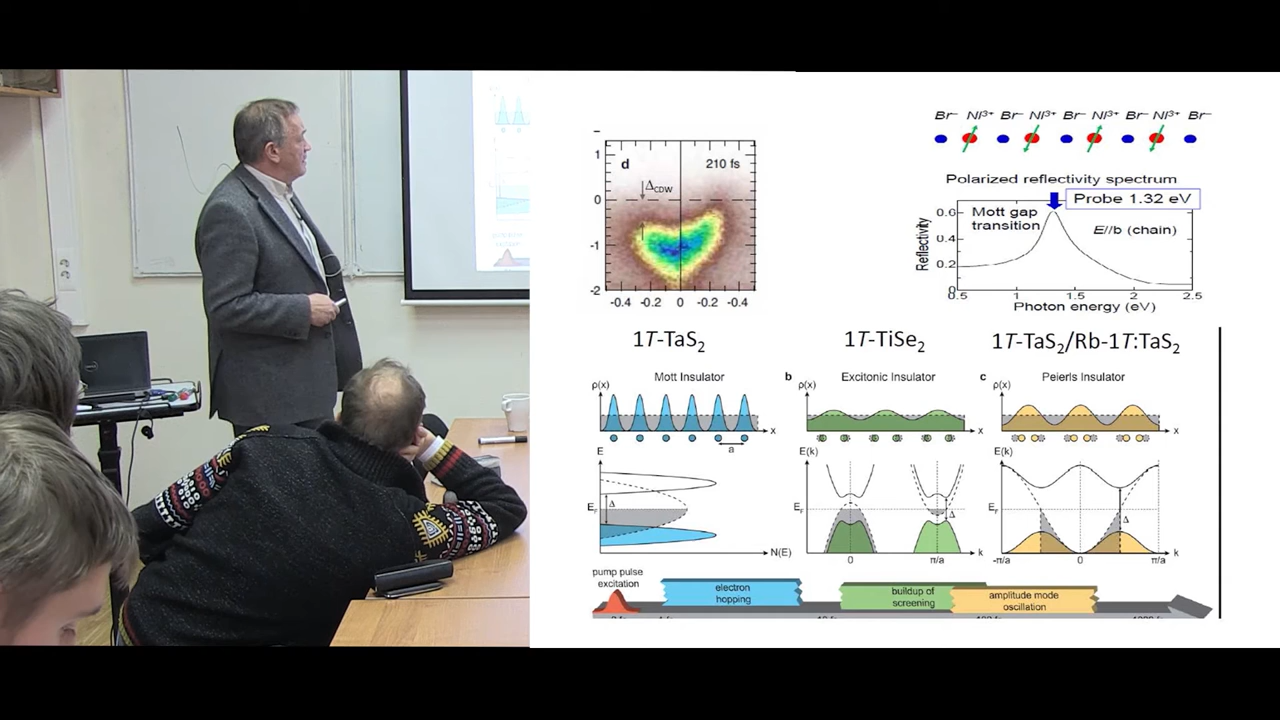 Br⁻ NI³⁺ Br⁻ NI³⁺ Br⁻ NI³⁺ Br⁻ NI³⁺ Br⁻
d 210 fs
Δ_CDW
1
0
-1
-2
-0.4 -0.2 0 -0.2 -0.4
Polarized reflectivity spectrum
Probe 1.32 eV
Mott gap
transition
E//b (chain)
Reflectivity
0.6
0.4
0.2
0
0.5 1 1.5 2 2.5
Photon energy (eV)
1T-TaS₂
1T-TiSe₂
1T-TaS₂/Rb-1T:TaS₂
Mott Insulator
ρ(x)
x
a
E
E_F
Δ
N(E)
b Excitonic Insulator
ρ(x)
x
E(k)
E_F
Δ
0 π/a k
c Peierls Insulator
ρ(x)
x
E(k)
E_F
Δ
-π/a 0 π/a k
pump pulse
excitation
electron
hopping
buildup of
screening
amplitude mode
oscillation